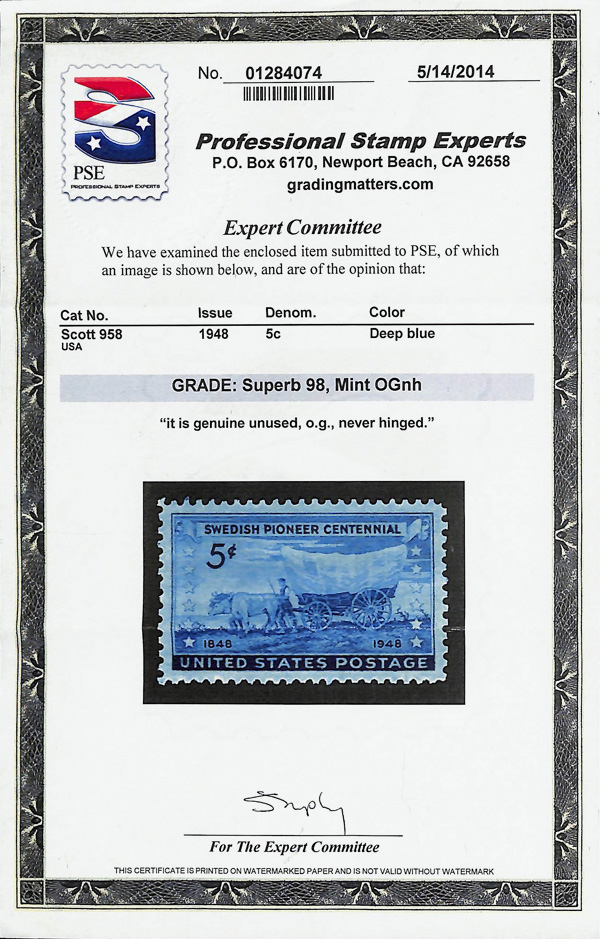 No. 01284074 5/14/2014
PSE
PROFESSIONAL STAMP EXPERTS
Professional Stamp Experts
P.O. Box 6170, Newport Beach, CA 92658
gradingmatters.com
Expert Committee
We have examined the enclosed item submitted to PSE, of which
an image is shown below, and are of the opinion that:
Cat No. Issue Denom. Color
Scott 958 1948 5c Deep blue
USA
GRADE: Superb 98, Mint OGnh
“it is genuine unused, o.g., never hinged.”
SWEDISH PIONEER CENTENNIAL
5¢
1848 1948
UNITED STATES POSTAGE
For The Expert Committee
THIS CERTIFICATE IS PRINTED ON WATERMARKED PAPER AND IS NOT VALID WITHOUT WATERMARK